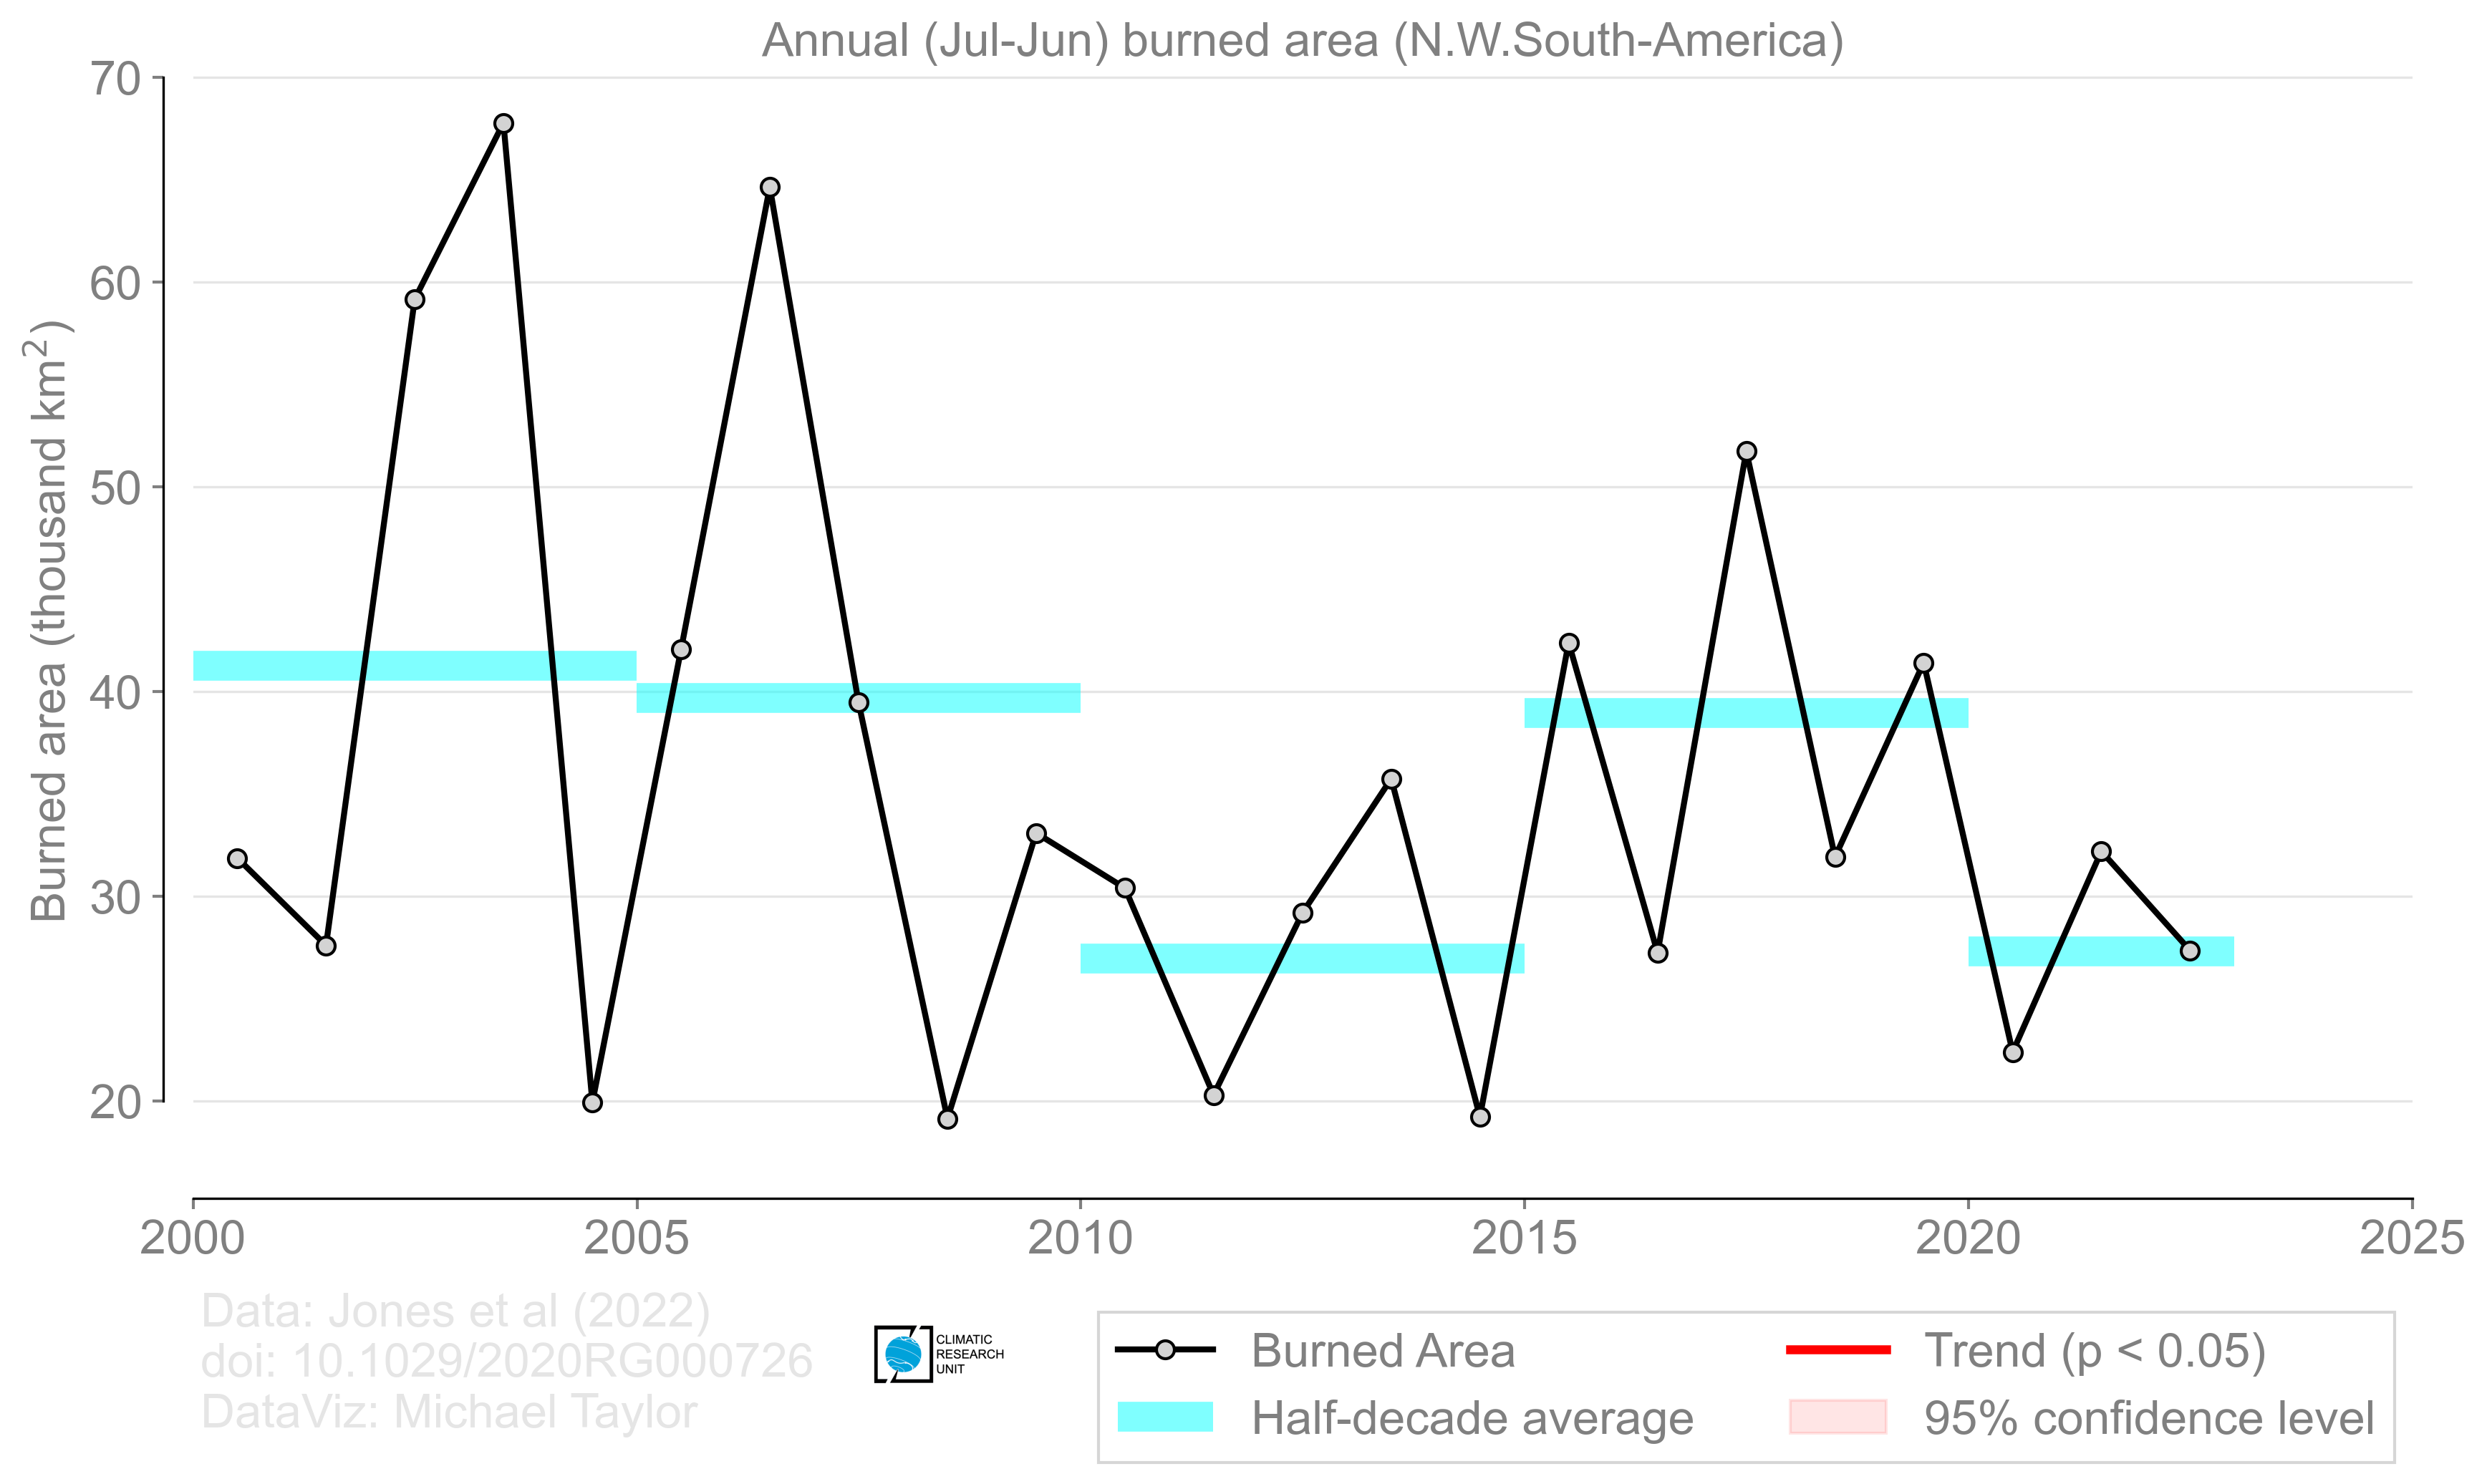 Annual (Jul-Jun) burned area (N.W.South-America)
Burned area (thousand km²)
70
60
50
40
30
20
2000 2005 2010 2015 2020 2025
Data: Jones et al (2022)
doi: 10.1029/2020RG000726
DataViz: Michael Taylor
CLIMATIC
RESEARCH
UNIT
Burned Area
Half-decade average
Trend (p < 0.05)
95% confidence level